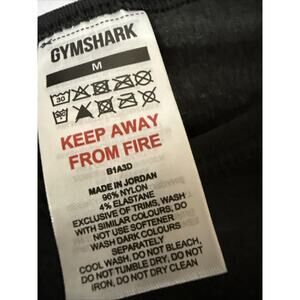 GYMSHARK
M
30
KEEP AWAY
FROM FIRE
B1A3D
MADE IN JORDAN
96% NYLON
4% ELASTANE
EXCLUSIVE OF TRIMS, WASH
WITH SIMILAR COLOURS, DO
NOT USE SOFTENER
WASH DARK COLOURS
SEPARATELY
COOL WASH, DO NOT BLEACH,
DO NOT TUMBLE DRY, DO NOT
IRON, DO NOT DRY CLEAN